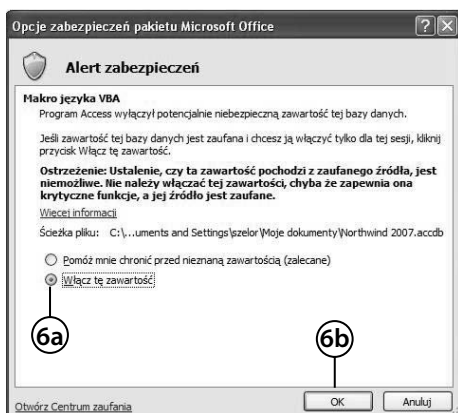 Opcje zabezpieczeń pakietu Microsoft Office
Alert zabezpieczeń
Makro języka VBA
Program Access wyłączył potencjalnie niebezpieczną zawartość tej bazy danych.
Jeśli zawartość tej bazy danych jest zaufana i chcesz ją włączyć tylko dla tej sesji, kliknij
przycisk Włącz tę zawartość.
Ostrzeżenie: Ustalenie, czy ta zawartość pochodzi z zaufanego źródła, jest
niemożliwe. Nie należy włączać tej zawartości, chyba że zapewnia ona
krytyczne funkcje, a jej źródło jest zaufane.
Więcej informacji
Ścieżka pliku: C:\...uments and Settings\szelor\Moje dokumenty\Northwind 2007.accdb
Pomóż mnie chronić przed nieznaną zawartością (zalecane)
Włącz tę zawartość
6a
6b
Otwórz Centrum zaufania
OK
Anuluj